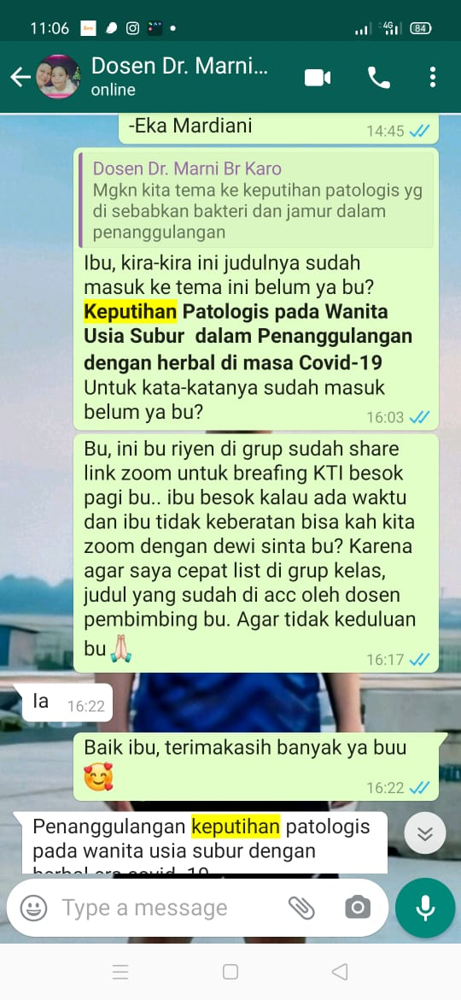 11:06
4G
84
Dosen Dr. Marni...
online
-Eka Mardiani
14:45
Dosen Dr. Marni Br Karo
Mgkn kita tema ke keputihan patologis yg
di sebabkan bakteri dan jamur dalam
penanggulangan
Ibu, kira-kira ini judulnya sudah
masuk ke tema ini belum ya bu?
Keputihan Patologis pada Wanita
Usia Subur dalam Penanggulangan
dengan herbal di masa Covid-19
Untuk kata-katanya sudah masuk
belum ya bu?
16:03
Bu, ini bu riyen di grup sudah share
link zoom untuk breafing KTI besok
pagi bu.. ibu besok kalau ada waktu
dan ibu tidak keberatan bisa kah kita
zoom dengan dewi sinta bu? Karena
agar saya cepat list di grup kelas,
judul yang sudah di acc oleh dosen
pembimbing bu. Agar tidak keduluan
bu🙏🏻
16:17
Ia
16:22
Baik ibu, terimakasih banyak ya buu
🥰
16:22
Penanggulangan keputihan patologis
pada wanita usia subur dengan
herbal era covid-19
Type a message